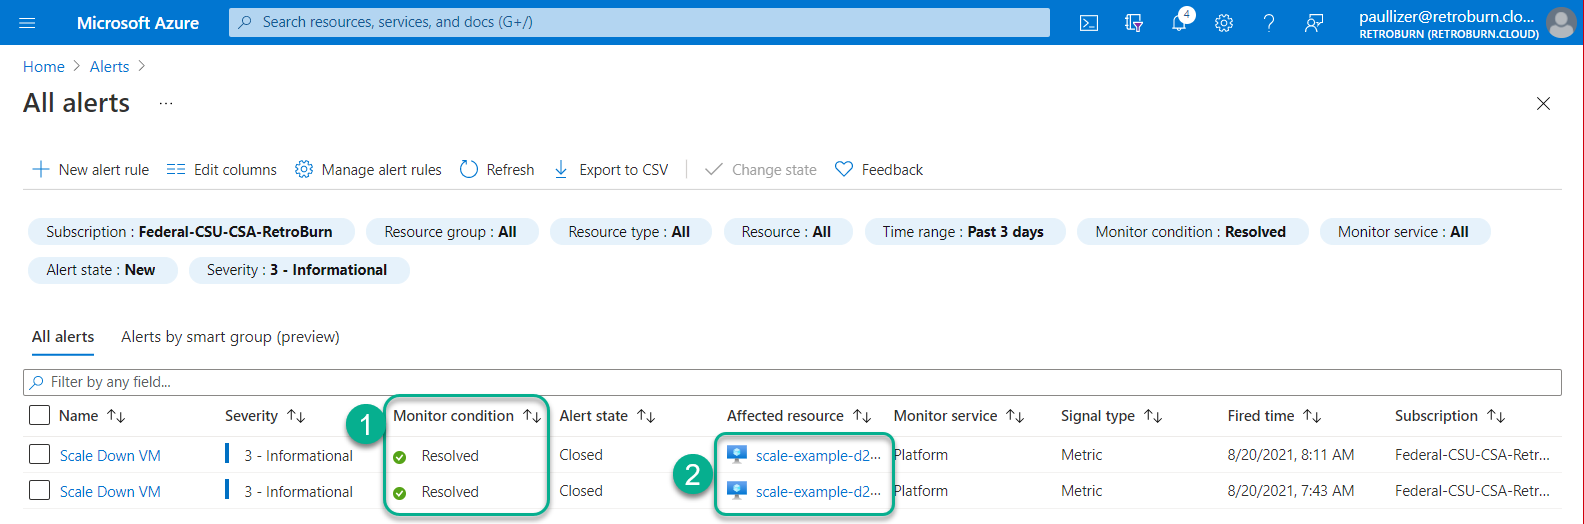 Microsoft Azure
Search resources, services, and docs (G+/)
4
paullizer@retroburn.clo...
RETROBURN (RETROBURN.CLOUD)
Home > Alerts >
All alerts ...
New alert rule Edit columns Manage alert rules Refresh Export to CSV Change state Feedback
Subscription : Federal-CSU-CSA-RetroBurn Resource group : All Resource type : All Resource : All Time range : Past 3 days Monitor condition : Resolved Monitor service : All
Alert state : New Severity : 3 - Informational
All alerts Alerts by smart group (preview)
Filter by any field...
Name Severity 1 Monitor condition Alert state Affected resource Monitor service Signal type Fired time Subscription
Scale Down VM 3 - Informational Resolved Closed scale-example-d2... Platform Metric 8/20/2021, 8:11 AM Federal-CSU-CSA-Retr...
2
Scale Down VM 3 - Informational Resolved Closed scale-example-d2... Platform Metric 8/20/2021, 7:43 AM Federal-CSU-CSA-Retr...